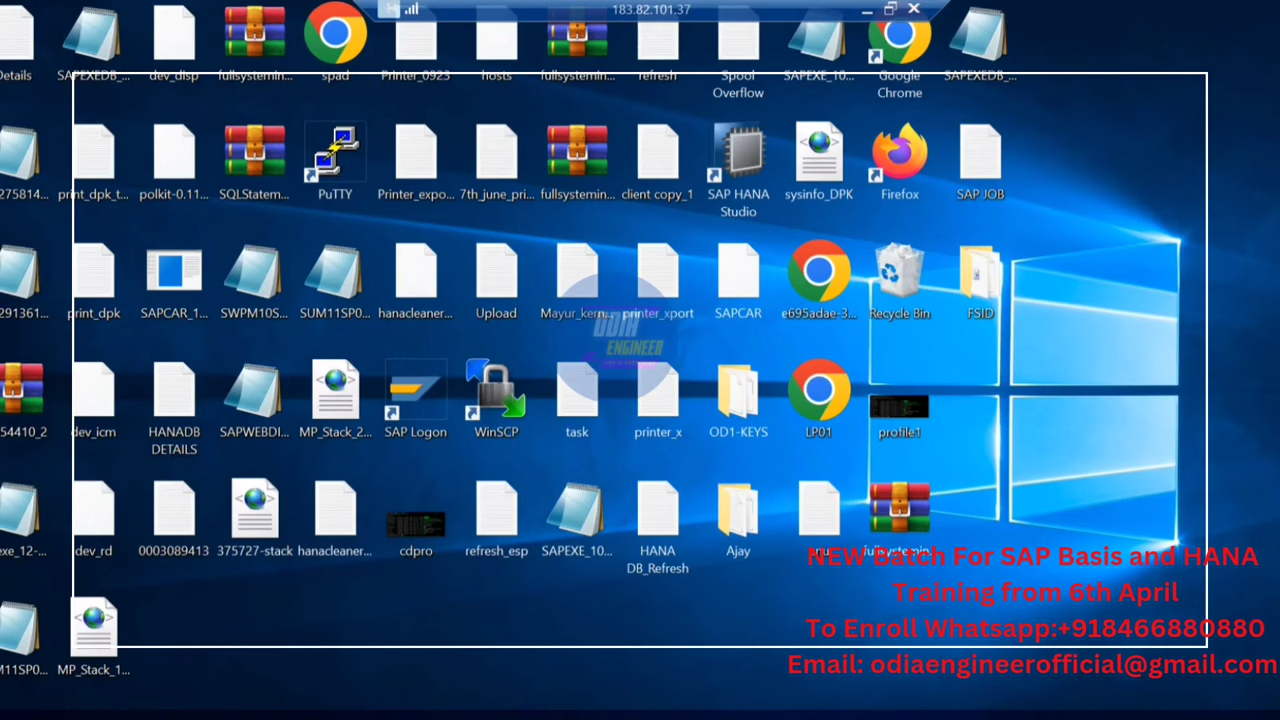 183.82.101.37
Details
SAPEXEDB_...
dev_disp
fullsystemin...
spad
Printer_0923
hosts
fullsystemin...
refresh
Spool
Overflow
SAPEXE_10...
Google
Chrome
SAPEXEDB_...
275814...
print_dpk_t...
polkit-0.11...
SQLStatem...
PuTTY
Printer_expo...
7th_june_pri...
fullsystemin...
client copy_1
SAP HANA
Studio
sysinfo_DPK
Firefox
SAP JOB
291361...
print_dpk
SAPCAR_1...
SWPM10S...
SUM11SP0...
hanacleaner...
Upload
Mayur_kern...
printer_xport
SAPCAR
e695adae-3...
Recycle Bin
FSID
ODIA
ENGINEER
54410_2
dev_icm
HANADB
DETAILS
SAPWEBDI...
MP_Stack_2...
SAP Logon
WinSCP
task
printer_x
OD1-KEYS
LP01
profile1
exe_12-...
dev_rd
0003089413
375727-stack
hanacleaner...
cdpro
refresh_esp
SAPEXE_10...
HANA
DB_Refresh
Ajay
fullsystemin...
M11SP0...
MP_Stack_1...
NEW Batch For SAP Basis and HANA
Training from 6th April
To Enroll Whatsapp:+918466880880
Email: odiaengineerofficial@gmail.com